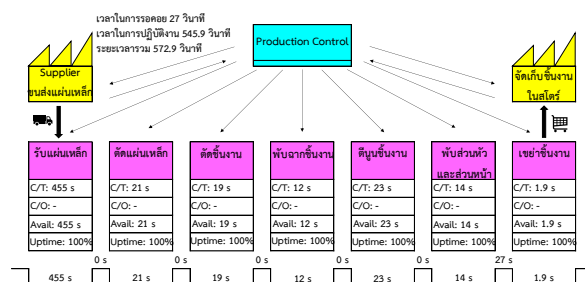 เวลาในการรอคอย 27 วินาที
เวลาในการปฏิบัติงาน 545.9 วินาที
ระยะเวลารวม 572.9 วินาที
Production Control
Supplier
ขนส่งแผ่นเหล็ก
จัดเก็บชิ้นงาน
ในสโตร์
รับแผ่นเหล็ก
C/T: 455 s
C/O: -
Avail: 455 s
Uptime: 100%
ตัดแผ่นเหล็ก
C/T: 21 s
C/O: -
Avail: 21 s
Uptime: 100%
ตัดชิ้นงาน
C/T: 19 s
C/O: -
Avail: 19 s
Uptime: 100%
พับฉากชิ้นงาน
C/T: 12 s
C/O: -
Avail: 12 s
Uptime: 100%
ตีนูนชิ้นงาน
C/T: 23 s
C/O: -
Avail: 23 s
Uptime: 100%
พับส่วนหัว
และส่วนหน้า
C/T: 14 s
C/O: -
Avail: 14 s
Uptime: 100%
เขย่าชิ้นงาน
C/T: 1.9 s
C/O: -
Avail: 1.9 s
Uptime: 100%
0 s 0 s 0 s 0 s 0 s 27 s
455 s 21 s 19 s 12 s 23 s 14 s 1.9 s